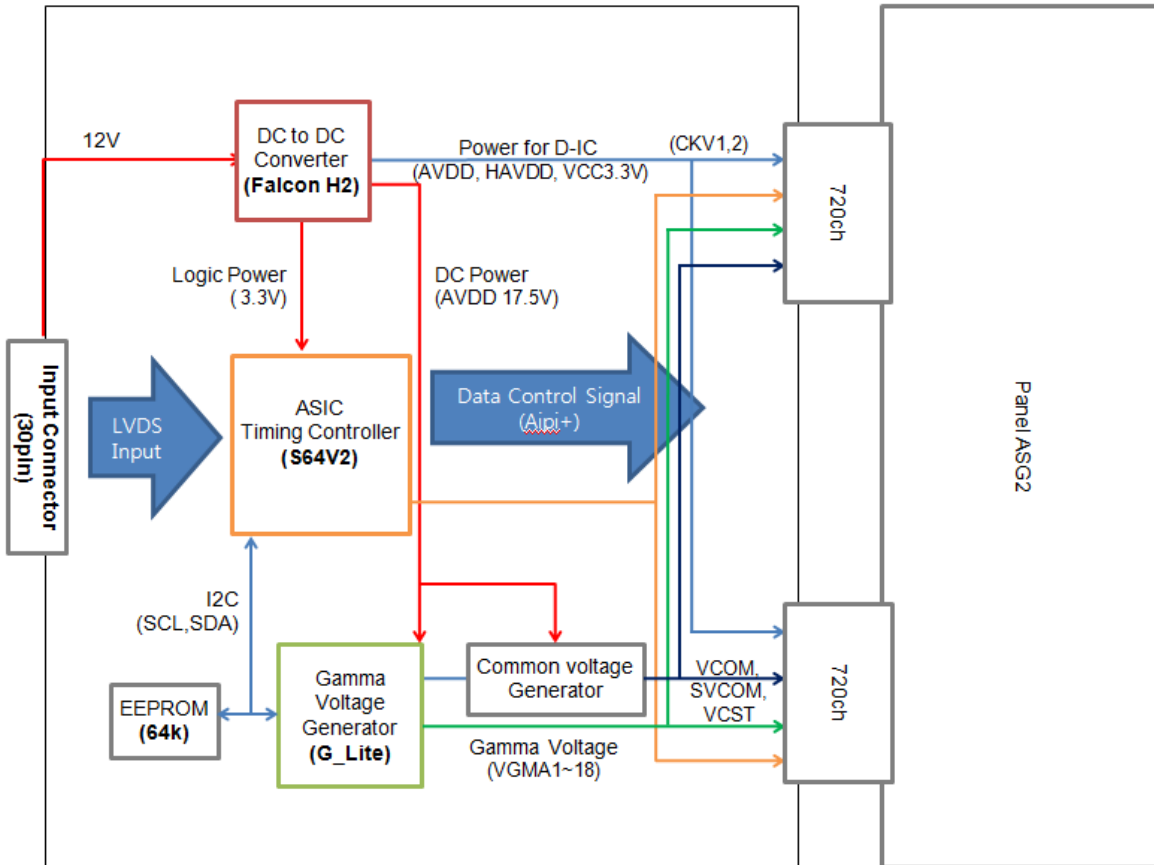 12V
DC to DC
Converter
(Falcon H2)
Power for D-IC
(AVDD, HAVDD, VCC3.3V)
(CKV1,2)
720ch
Logic Power
( 3.3V)
DC Power
(AVDD 17.5V)
Input Connector
(30pIn)
LVDS
Input
ASIC
Timing Controller
(S64V2)
Data Control Signal
(Aipi+)
Panel ASG2
I2C
(SCL,SDA)
EEPROM
(64k)
Gamma
Voltage
Generator
(G_Lite)
Common voltage
Generator
VCOM,
SVCOM,
VCST
Gamma Voltage
(VGMA1~18)
720ch